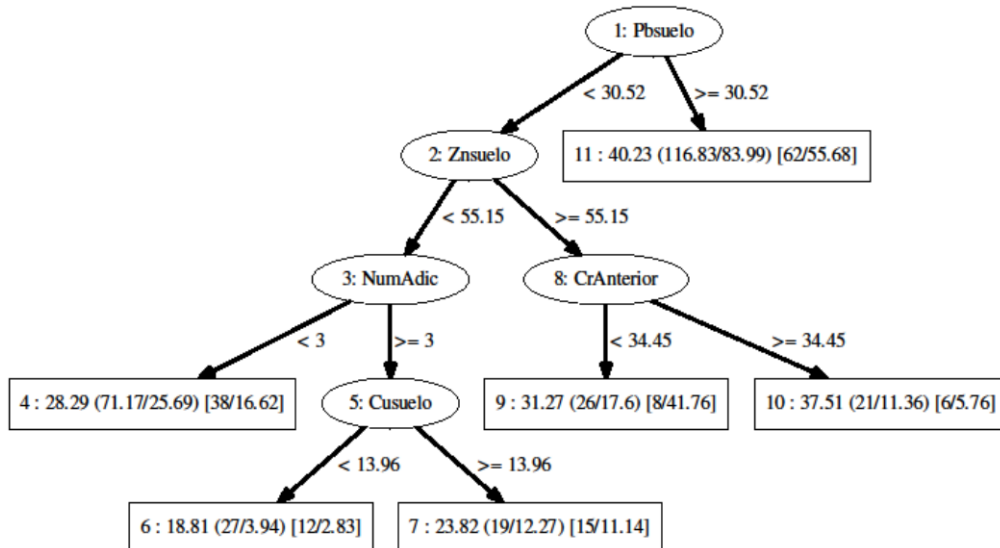 1: Pbsuelo
< 30.52
>= 30.52
2: Znsuelo
11 : 40.23 (116.83/83.99) [62/55.68]
< 55.15
>= 55.15
3: NumAdic
8: CrAnterior
< 3
>= 3
< 34.45
>= 34.45
4 : 28.29 (71.17/25.69) [38/16.62]
5: Cusuelo
9 : 31.27 (26/17.6) [8/41.76]
10 : 37.51 (21/11.36) [6/5.76]
< 13.96
>= 13.96
6 : 18.81 (27/3.94) [12/2.83]
7 : 23.82 (19/12.27) [15/11.14]